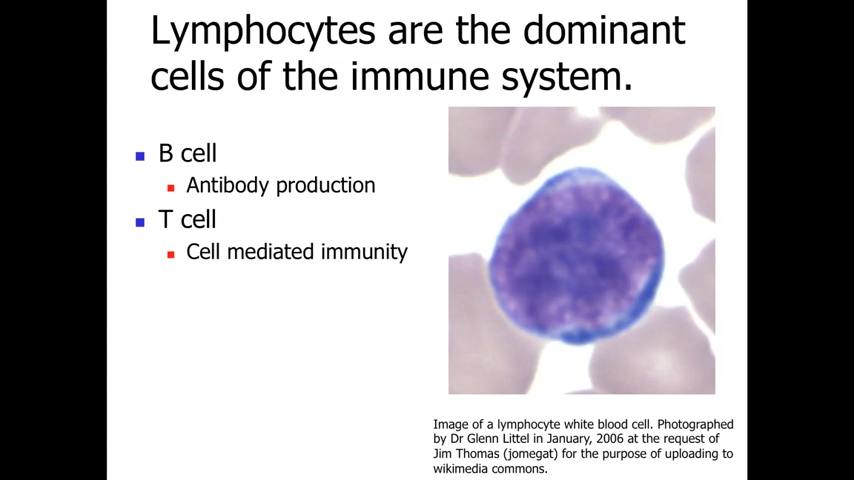 Lymphocytes are the dominant
cells of the immune system.
B cell
Antibody production
T cell
Cell mediated immunity
Image of a lymphocyte white blood cell. Photographed
by Dr Glenn Littel in January, 2006 at the request of
Jim Thomas (jomegat) for the purpose of uploading to
wikimedia commons.